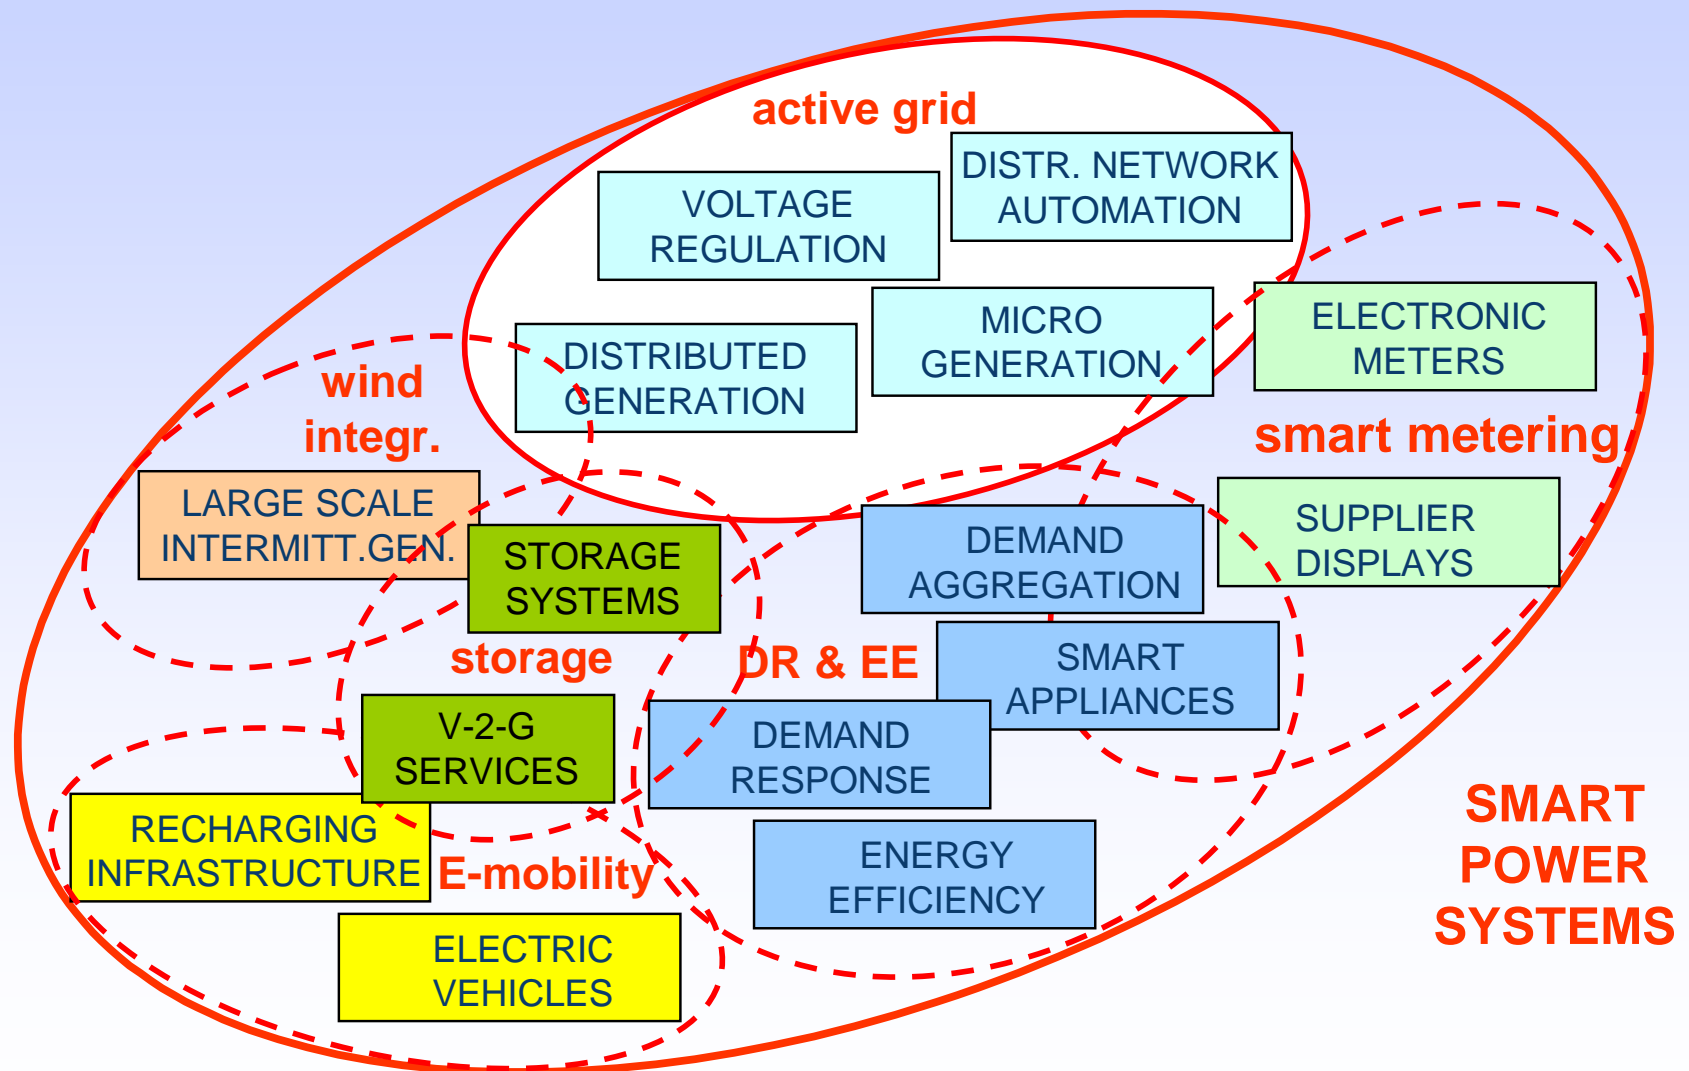 active grid
DISTR. NETWORK
AUTOMATION
VOLTAGE
REGULATION
MICRO
GENERATION
ELECTRONIC
METERS
DISTRIBUTED
GENERATION
wind
integr.
smart metering
LARGE SCALE
INTERMITT.GEN.
STORAGE
SYSTEMS
storage
DEMAND
AGGREGATION
SUPPLIER
DISPLAYS
DR & EE
SMART
APPLIANCES
V-2-G
SERVICES
DEMAND
RESPONSE
RECHARGING
INFRASTRUCTURE
E-mobility
ENERGY
EFFICIENCY
ELECTRIC
VEHICLES
SMART
POWER
SYSTEMS